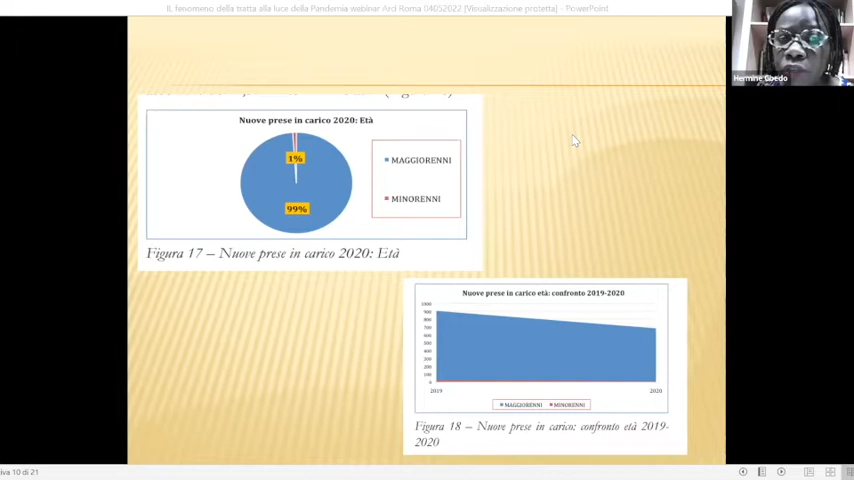 IL fenomeno della tratta alla luce della Pandemia webinar Arci Roma 04052022 [Visualizzazione protetta] - PowerPoint
Hermine Gbedo
Nuove prese in carico 2020: Età
1%
99%
MAGGIORENNI
MINORENNI
Figura 17 – Nuove prese in carico 2020: Età
Nuove prese in carico età: confronto 2019-2020
1000
900
800
700
600
500
400
300
200
100
0
2019
2020
MAGGIORENNI MINORENNI
Figura 18 – Nuove prese in carico: confronto età 2019-
2020
iva 10 di 21